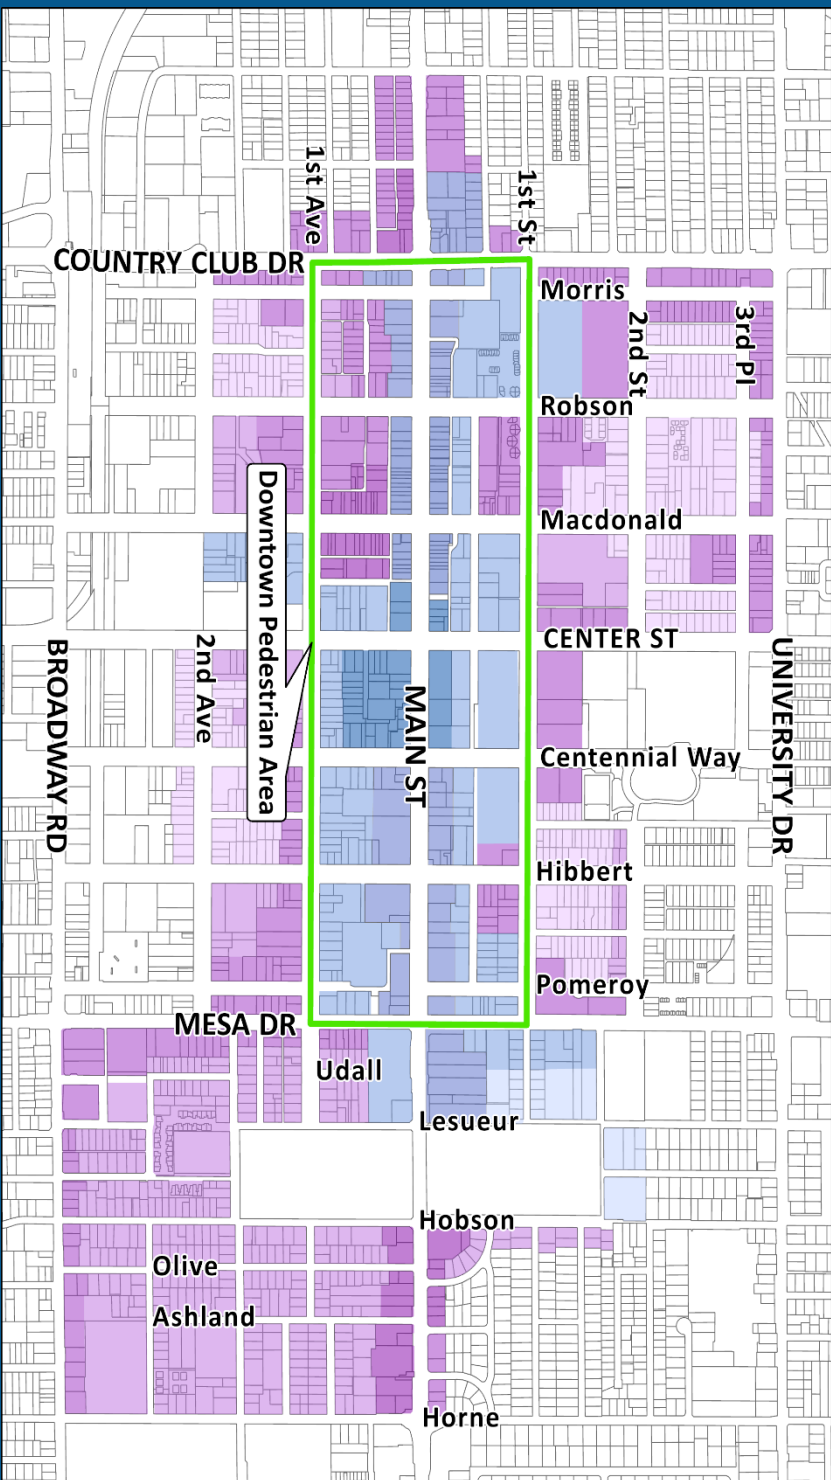 1st Ave
1st St
COUNTRY CLUB DR
Morris
2nd St
3rd Pl
Robson
Downtown Pedestrian Area
Macdonald
CENTER ST
2nd Ave
BROADWAY RD
MAIN ST
UNIVERSITY DR
Centennial Way
Hibbert
Pomeroy
MESA DR
Udall
Lesueur
Hobson
Olive
Ashland
Horne